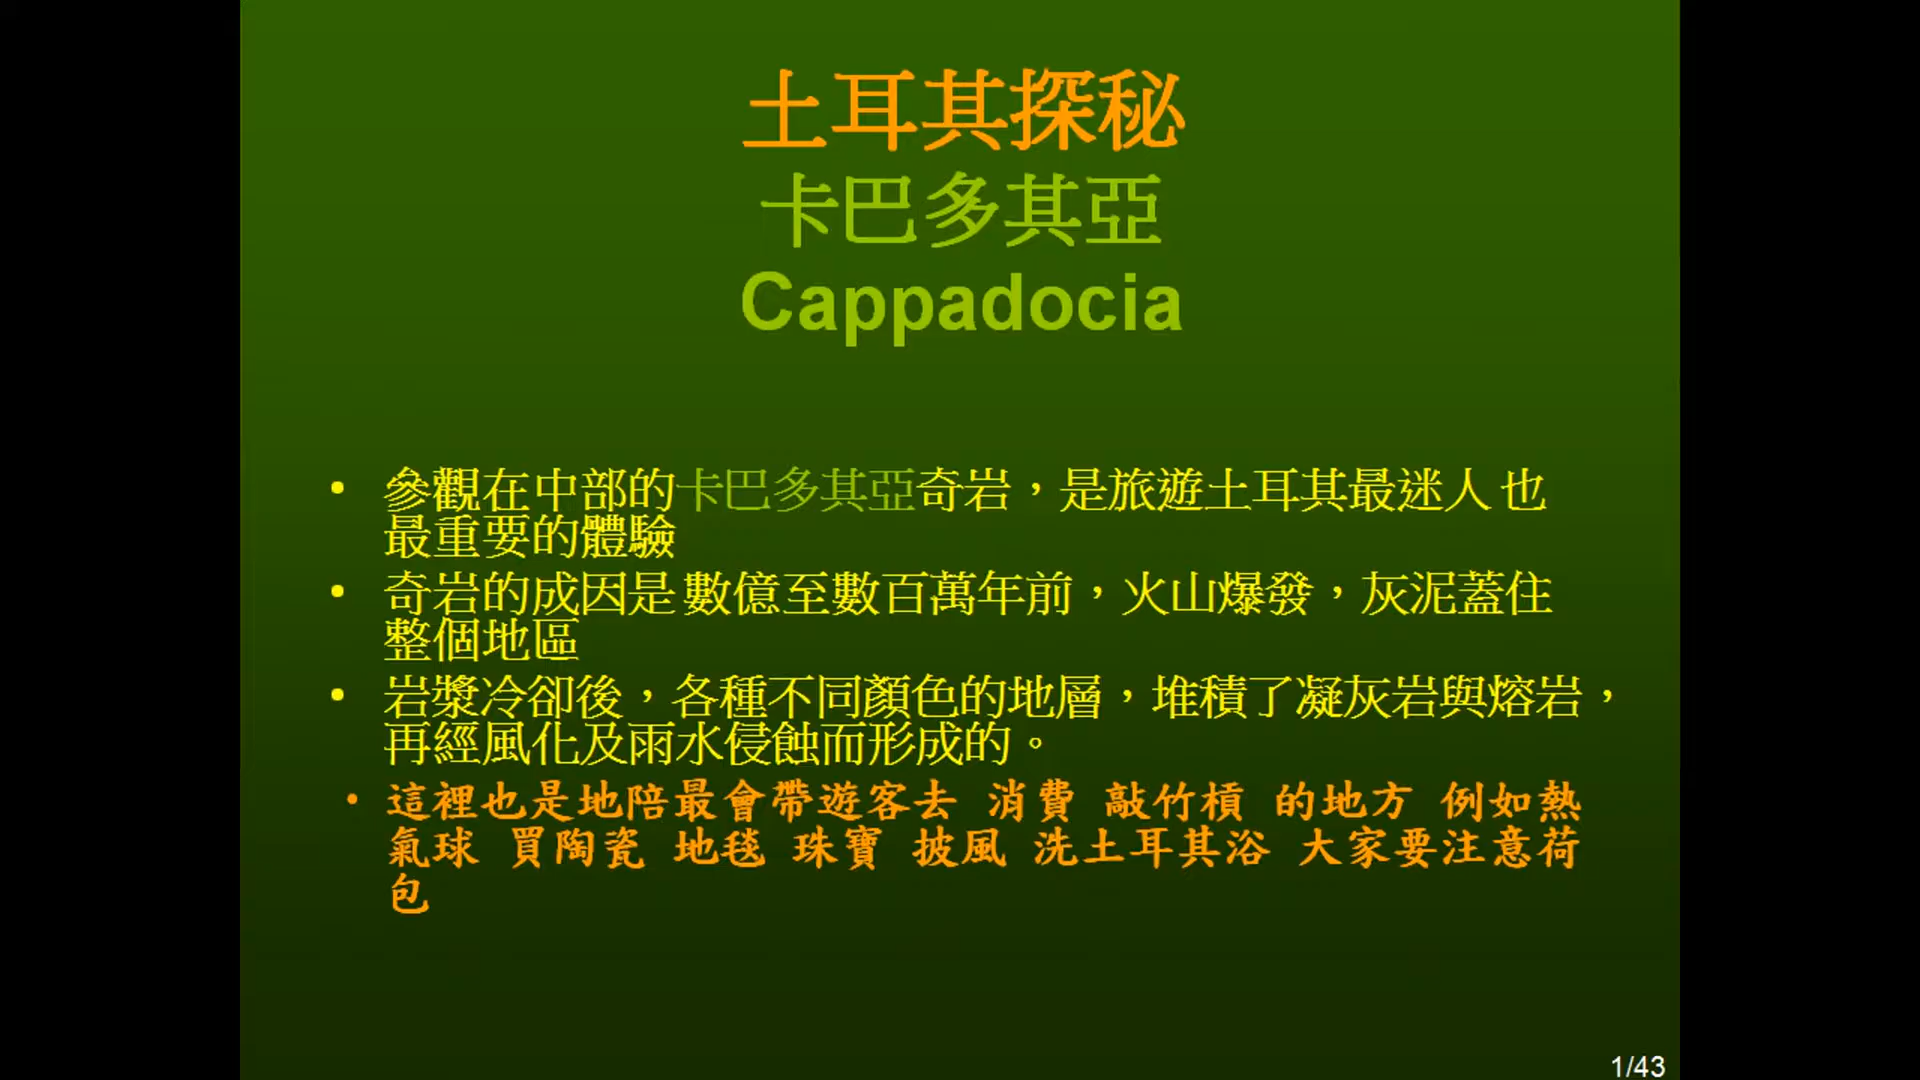 土耳其探秘
卡巴多其亞
Cappadocia
• 參觀在中部的卡巴多其亞奇岩，是旅遊土耳其最迷人 也
最重要的體驗
• 奇岩的成因是 數億至數百萬年前，火山爆發，灰泥蓋住
整個地區
• 岩漿冷卻後，各種不同顏色的地層，堆積了凝灰岩與熔岩，
再經風化及雨水侵蝕而形成的。
• 這裡也是地陪最會帶遊客去 消費 敲竹槓 的地方 例如熱
氣球 買陶瓷 地毯 珠寶 披風 洗土耳其浴 大家要注意荷
包
1/43